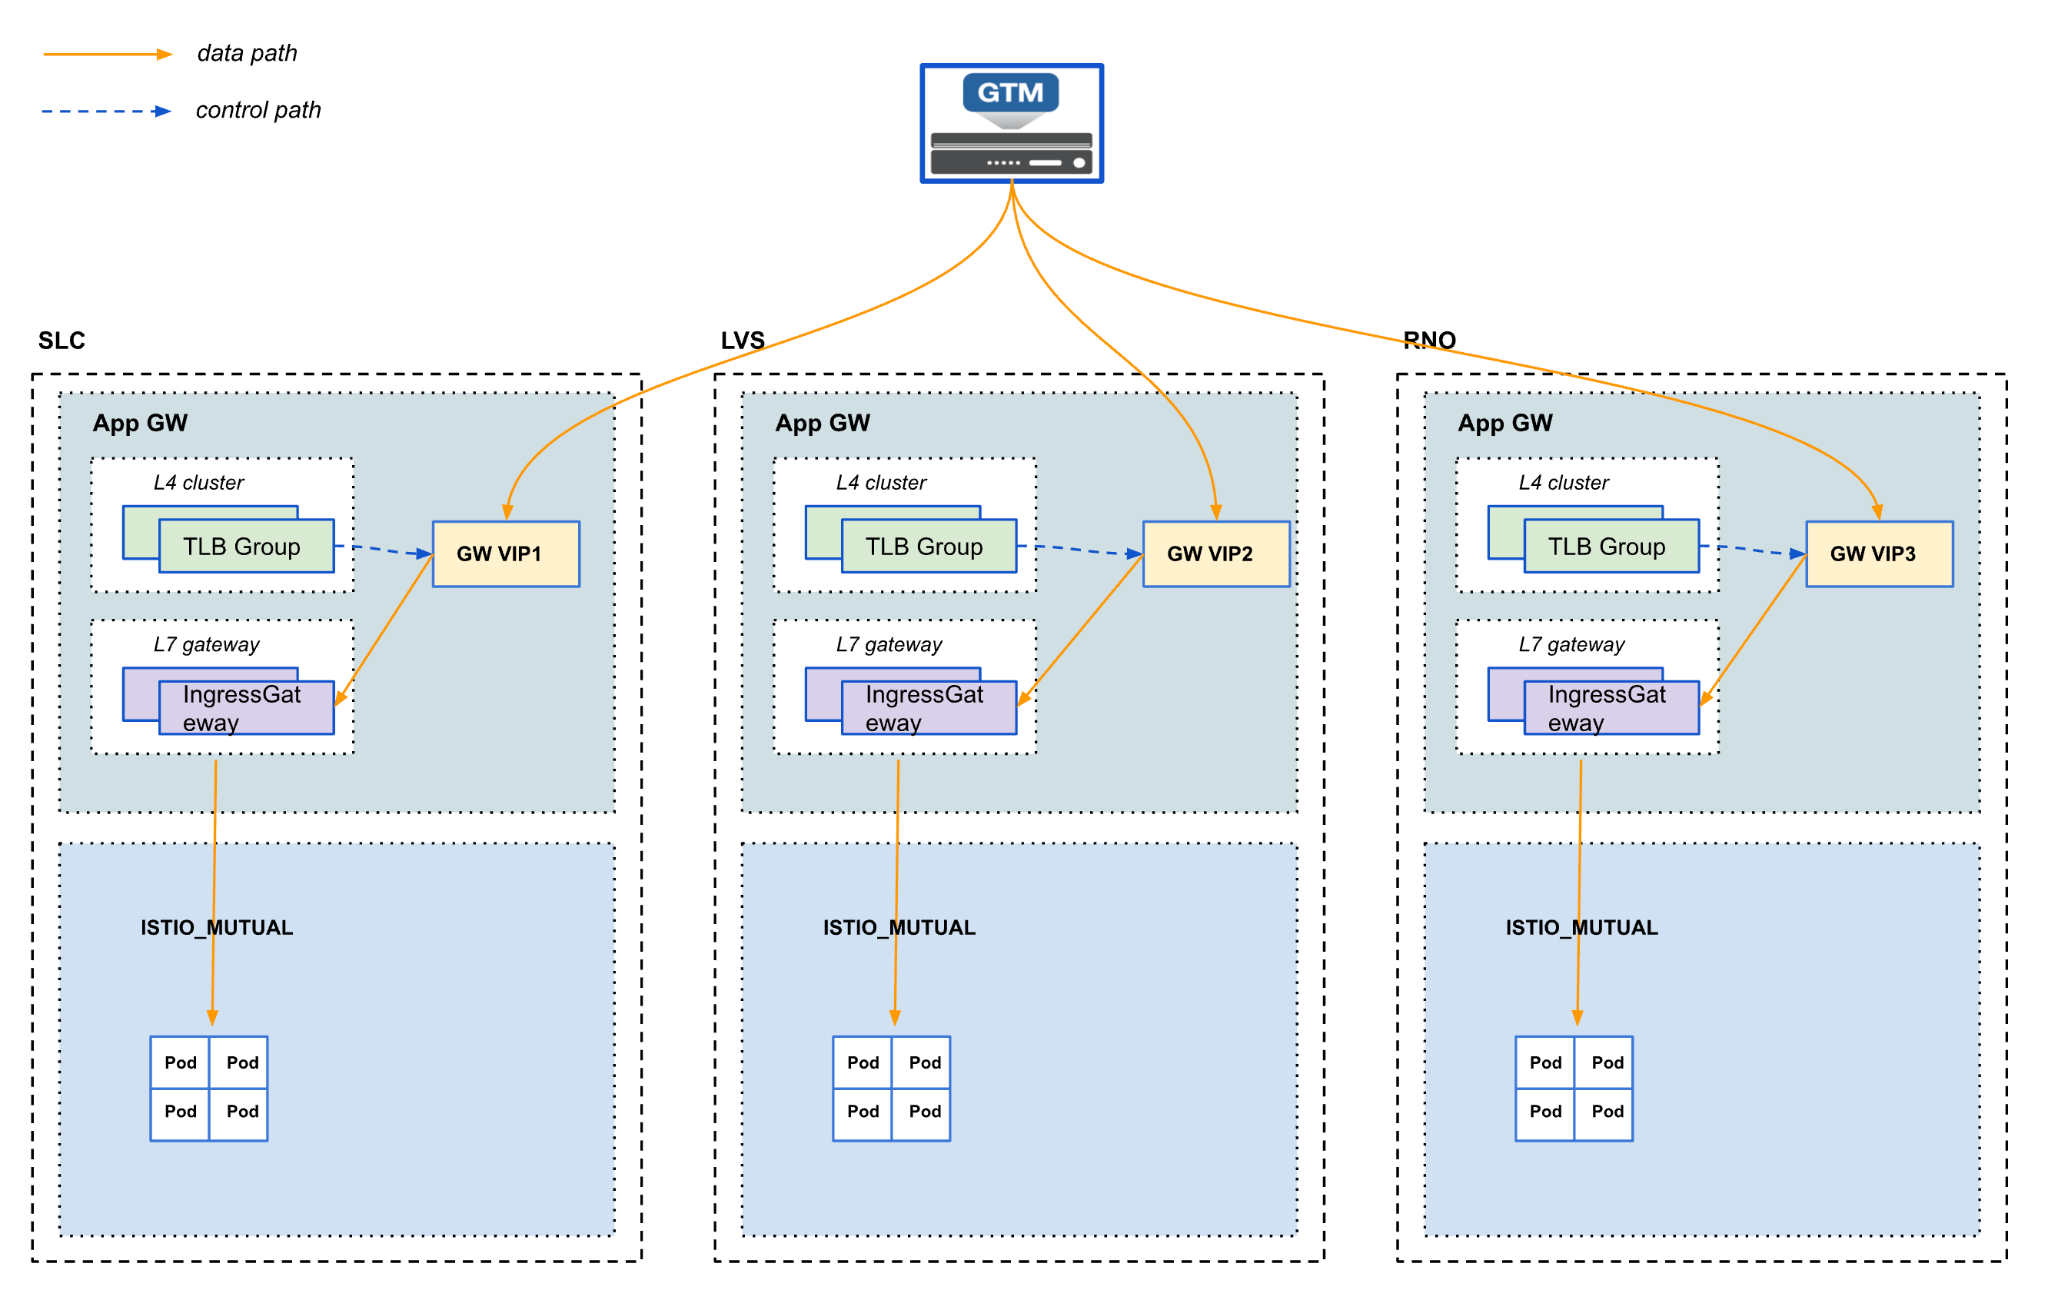 data path
control path
GTM
SLC
LVS
RNO
App GW
L4 cluster
TLB Group
GW VIP1
L7 gateway
IngressGat
eway
ISTIO_MUTUAL
Pod Pod
Pod Pod
App GW
L4 cluster
TLB Group
GW VIP2
L7 gateway
IngressGat
eway
ISTIO_MUTUAL
Pod Pod
Pod Pod
App GW
L4 cluster
TLB Group
GW VIP3
L7 gateway
IngressGat
eway
ISTIO_MUTUAL
Pod Pod
Pod Pod